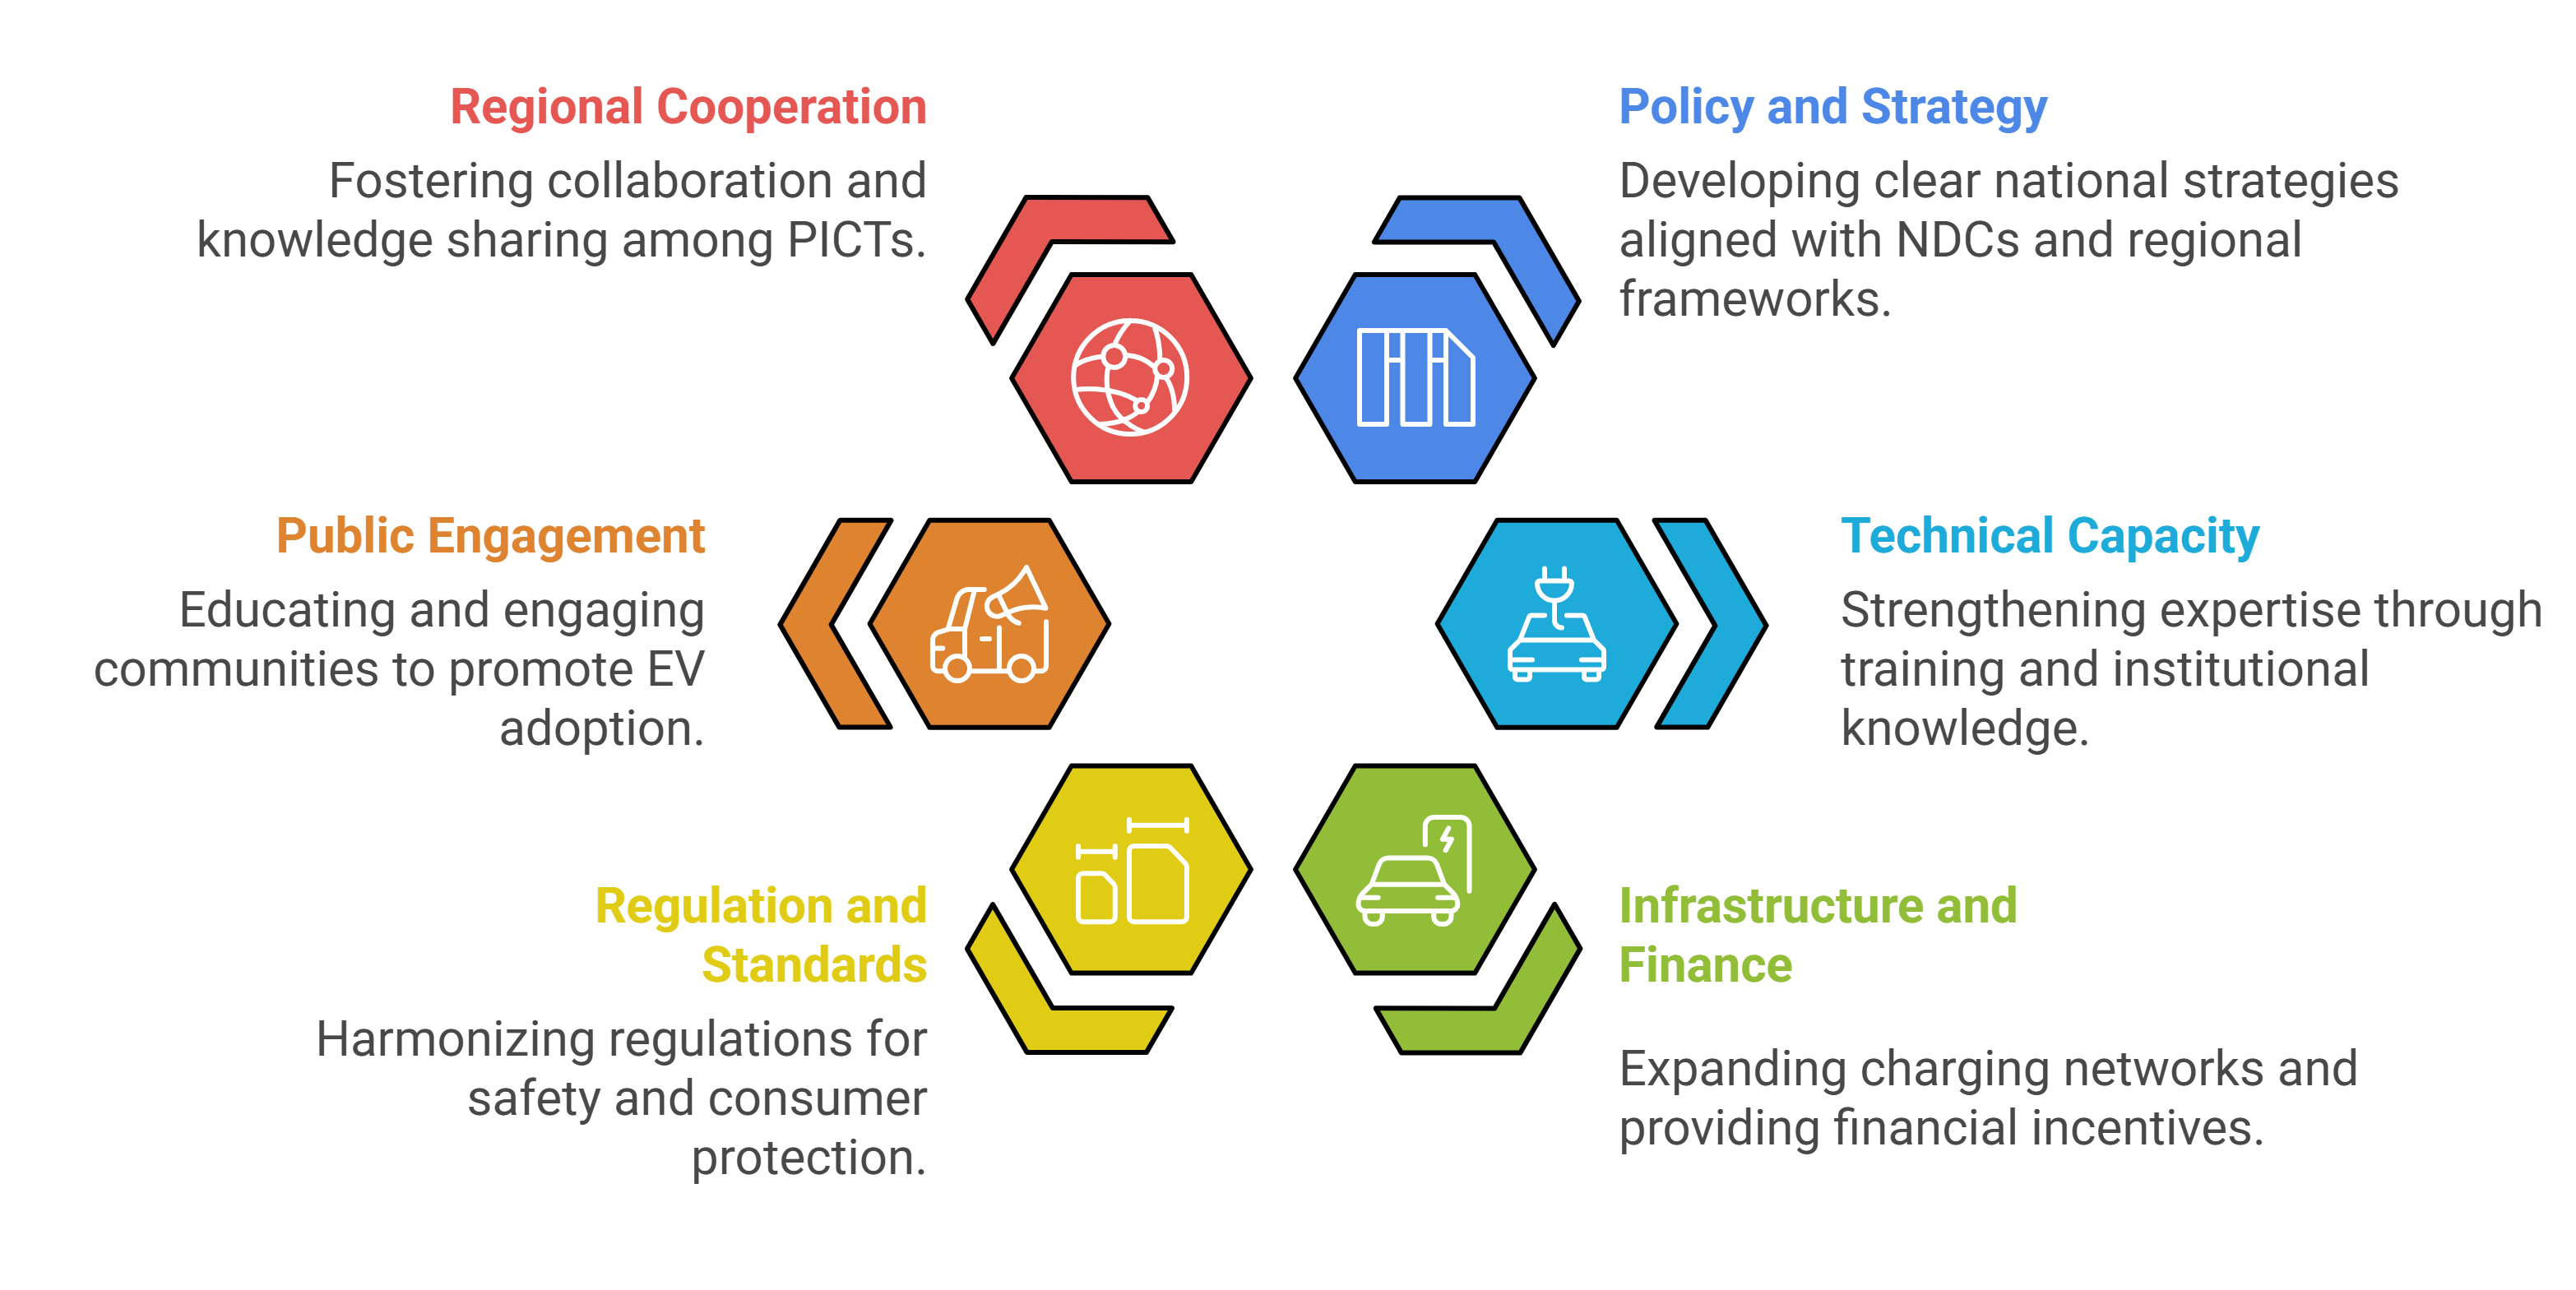 Regional Cooperation
Fostering collaboration and
knowledge sharing among PICTs.
Policy and Strategy
Developing clear national strategies
aligned with NDCs and regional
frameworks.
Public Engagement
Educating and engaging
communities to promote EV
adoption.
Technical Capacity
Strengthening expertise through
training and institutional
knowledge.
Regulation and
Standards
Harmonizing regulations for
safety and consumer
protection.
Infrastructure and
Finance
Expanding charging networks and
providing financial incentives.